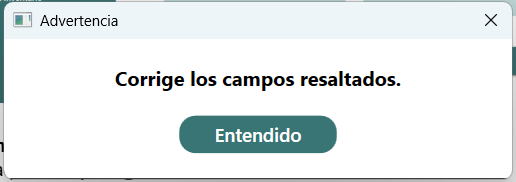 Advertencia
Corrige los campos resaltados.
Entendido